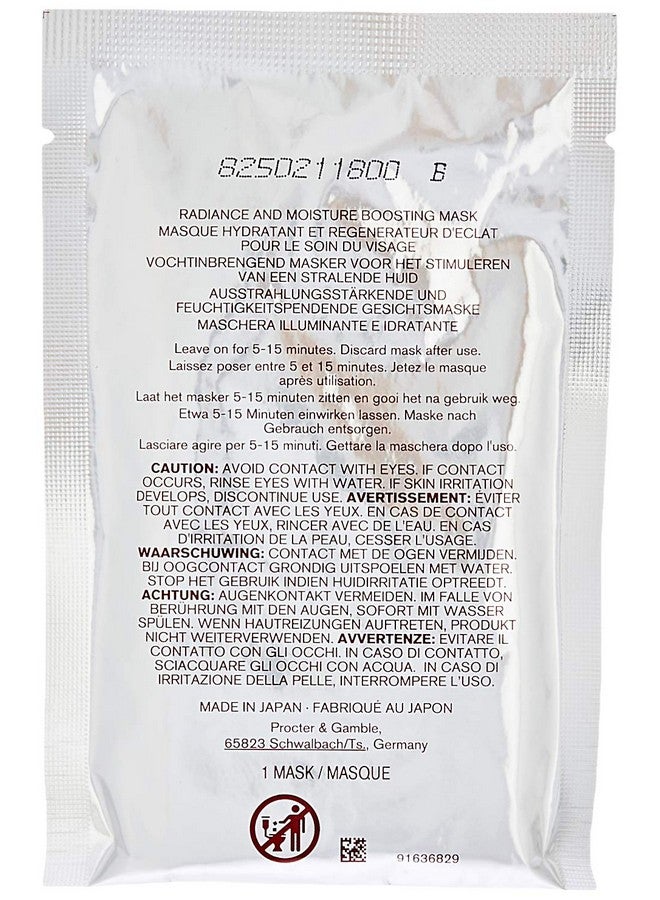 8250211800 B
RADIANCE AND MOISTURE BOOSTING MASK
MASQUE HYDRATANT ET REGENERATEUR D'ECLAT
POUR LE SOIN DU VISAGE
VOCHTINBRENGEND MASKER VOOR HET STIMULEREN
VAN EEN STRALENDE HUID
AUSSTRAHLUNGSSTÄRKENDE UND
FEUCHTIGKEITSPENDENDE GESICHTSMASKE
MASCHERA ILLUMINANTE E IDRATANTE
Leave on for 5-15 minutes. Discard mask after use.
Laissez poser entre 5 et 15 minutes. Jetez le masque
après utilisation.
Laat het masker 5-15 minuten zitten en gooi het na gebruik weg.
Etwa 5-15 Minuten einwirken lassen. Maske nach
Gebrauch entsorgen.
Lasciare agire per 5-15 minuti. Gettare la maschera dopo l'uso.
CAUTION: AVOID CONTACT WITH EYES. IF CONTACT
OCCURS, RINSE EYES WITH WATER. IF SKIN IRRITATION
DEVELOPS, DISCONTINUE USE. AVERTISSEMENT: ÉVITER
TOUT CONTACT AVEC LES YEUX. EN CAS DE CONTACT
AVEC LES YEUX, RINCER AVEC DE L'EAU. EN CAS
D'IRRITATION DE LA PEAU, CESSER L'USAGE.
WAARSCHUWING: CONTACT MET DE OGEN VERMIJDEN.
BIJ OOGCONTACT GRONDIG UITSPOELEN MET WATER.
STOP HET GEBRUIK INDIEN HUIDIRRITATIE OPTREEDT.
ACHTUNG: AUGENKONTAKT VERMEIDEN. IM FALLE VON
BERÜHRUNG MIT DEN AUGEN, SOFORT MIT WASSER
SPÜLEN. WENN HAUTREIZUNGEN AUFTRETEN, PRODUKT
NICHT WEITERVERWENDEN. AVVERTENZE: EVITARE IL
CONTATTO CON GLI OCCHI. IN CASO DI CONTATTO,
SCIACQUARE GLI OCCHI CON ACQUA. IN CASO DI
IRRITAZIONE DELLA PELLE, INTERROMPERE L'USO.
MADE IN JAPAN · FABRIQUÉ AU JAPON
Procter & Gamble,
65823 Schwalbach/Ts., Germany
1 MASK / MASQUE
91636829